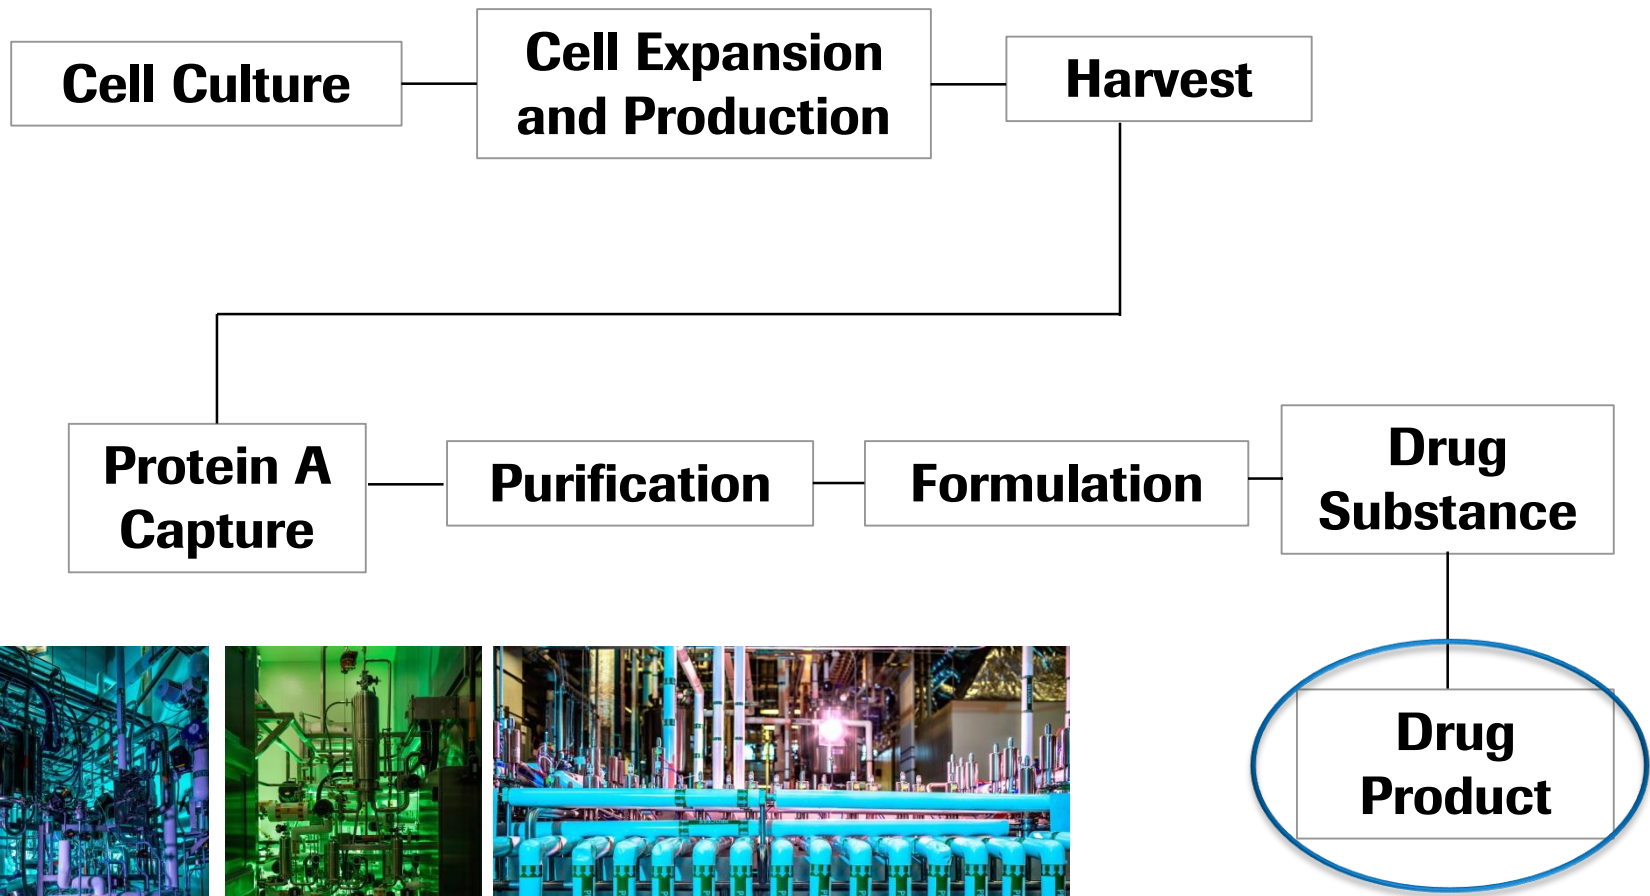 Cell Culture
Cell Expansion
and Production
Harvest
Protein A
Capture
Purification
Formulation
Drug
Substance
Drug
Product